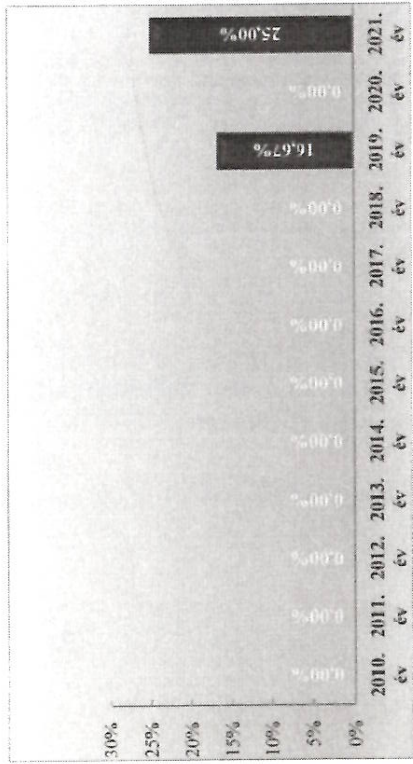 30%
25%
20%
15%
10%
5%
0%
0,00%
0,00%
0,00%
0,00%
0,00%
0,00%
0,00%
0,00%
0,00%
16,67%
0,00%
25,00%
2010. év
2011. év
2012. év
2013. év
2014. év
2015. év
2016. év
2017. év
2018. év
2019. év
2020. év
2021. év